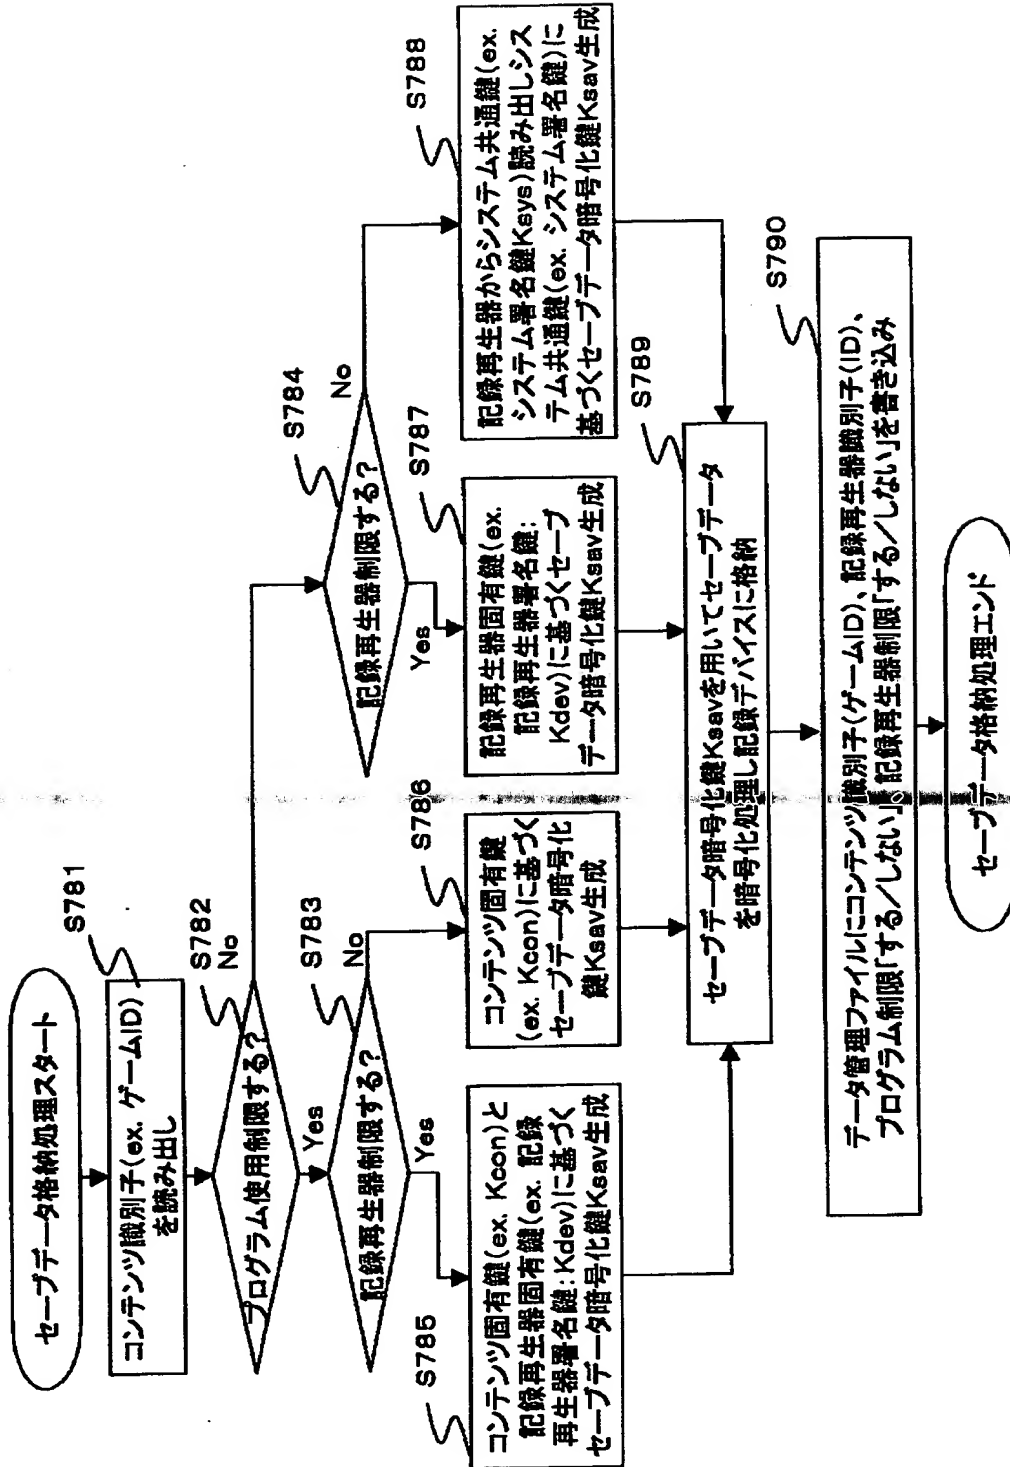 セーブデータ格納処理スタート
S781
コンテンツ識別子(ex. ゲームID)
を読み出し
S782
プログラム使用制限する?
No
Yes
S783
記録再生器制限する?
No
Yes
S784
記録再生器制限する?
No
Yes
S785
コンテンツ固有鍵(ex. Kcon)と
記録再生器固有鍵(ex. 記録
再生器署名鍵:Kdev)に基づく
セーブデータ暗号化鍵Ksav生成
S786
コンテンツ固有鍵
(ex. Kcon)に基づく
セーブデータ暗号化
鍵Ksav生成
S787
記録再生器固有鍵(ex.
記録再生器署名鍵:
Kdev)に基づくセーブ
データ暗号化鍵Ksav生成
S788
記録再生器からシステム共通鍵(ex.
システム署名鍵Ksys)読み出しシス
テム共通鍵(ex. システム署名鍵)に
基づくセーブデータ暗号化鍵Ksav生成
S789
セーブデータ暗号化鍵Ksavを用いてセーブデータ
を暗号化処理し記録デバイスに格納
S790
データ管理ファイルにコンテンツ識別子(ゲームID)、記録再生器識別子(ID)、
プログラム制限「する/しない」。記録再生器制限「する/しない」を書き込み
セーブデータ格納処理エンド